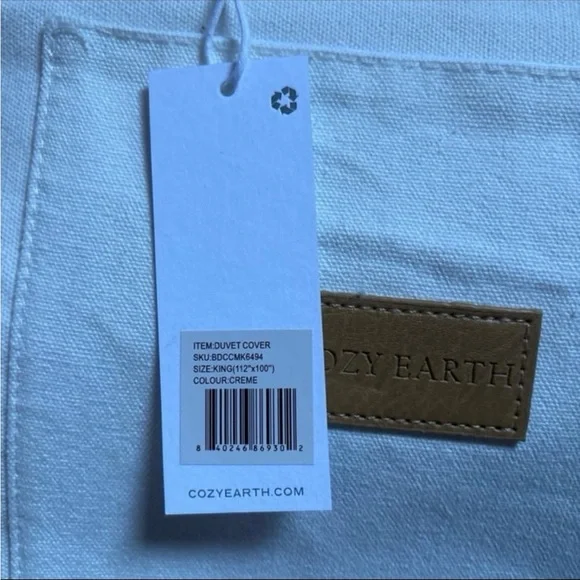 ITEM:DUVET COVER
SKU:BDCCMK6494
SIZE:KING(112"x100")
COLOUR:CREME
8 40246 86930 2
COZYEARTH.COM
OZY EARTH